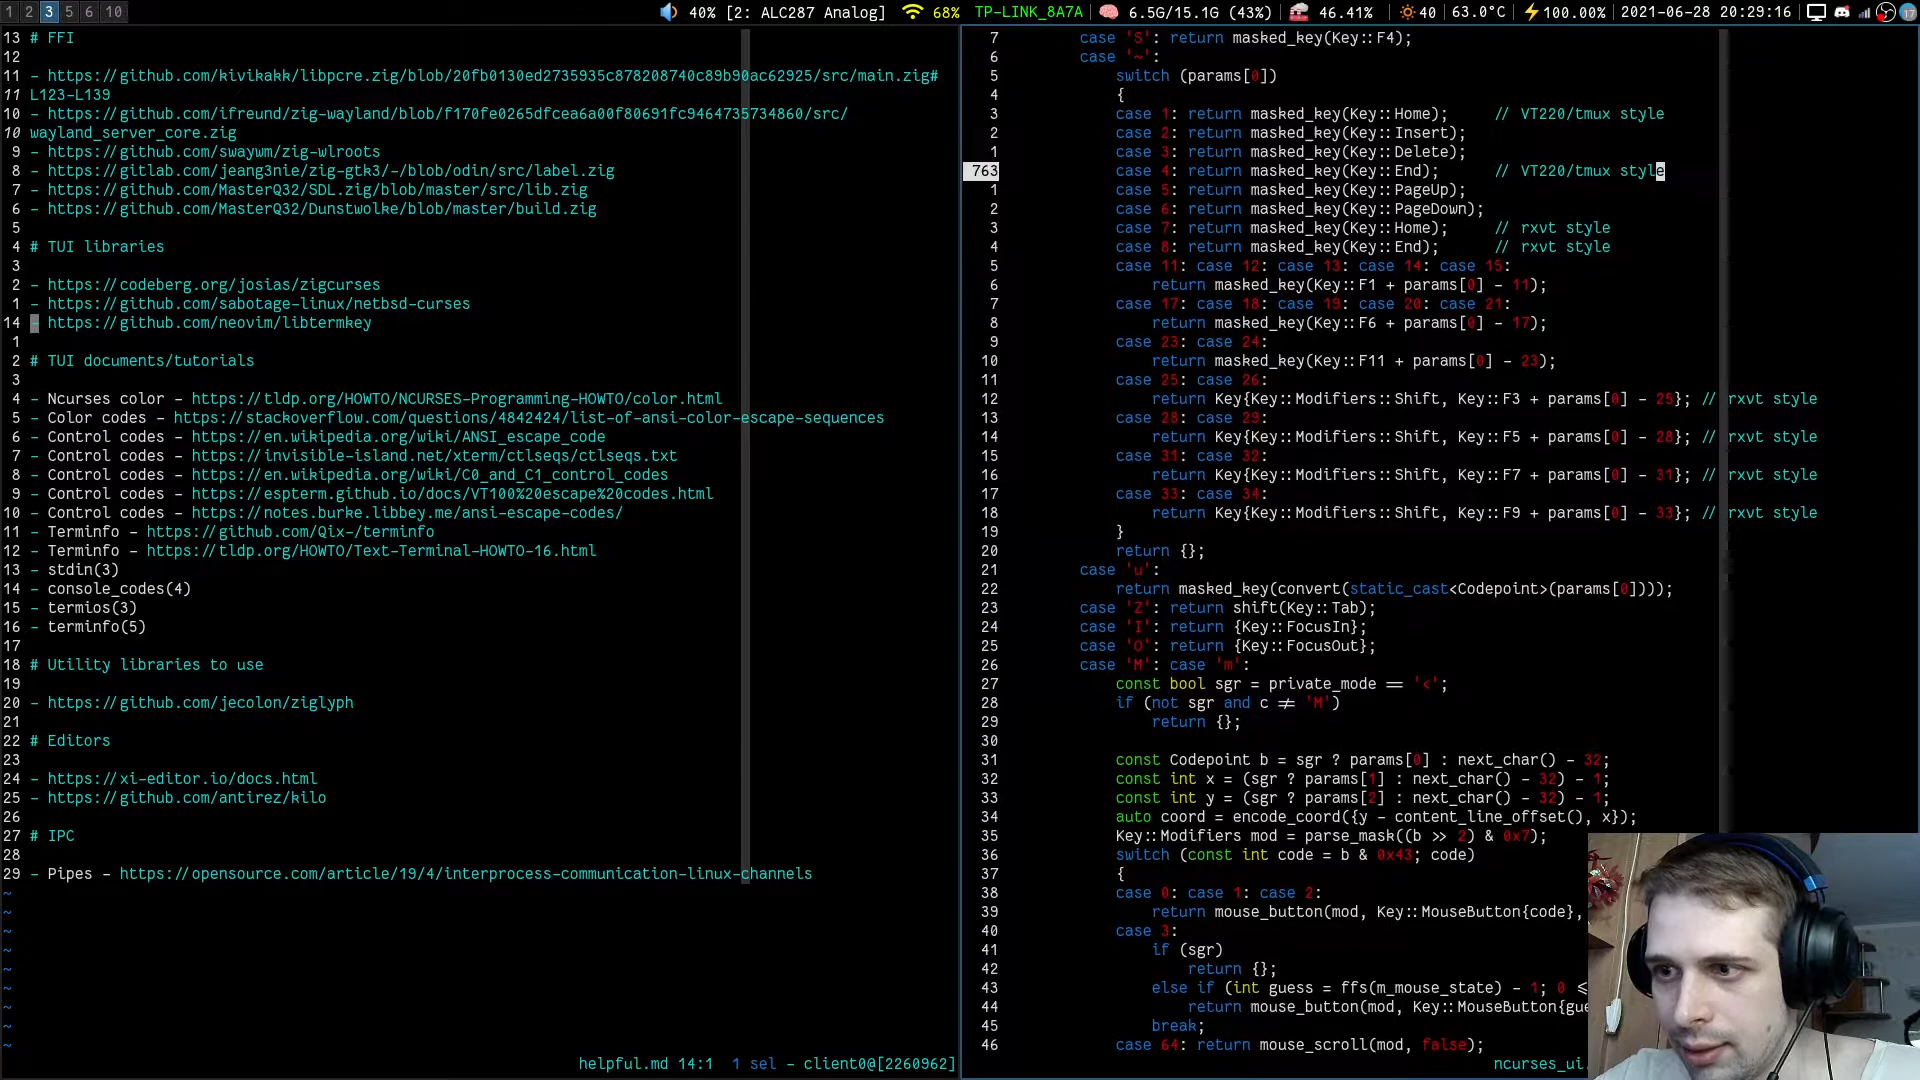 1 2 3 5 6 10
40% [2: ALC287 Analog] 68% TP-LINK_8A7A 6.5G/15.1G (43%) 46.41% 40 63.0°C 100.00% 2021-06-28 20:29:16
13 # FFI
12
11 - https://github.com/kivikakk/libpcre.zig/blob/20fb0130ed2735935c878208740c89b90ac62925/src/main.zig#
11 L123-L139
10 - https://github.com/ifreund/zig-wayland/blob/f170fe0265dfcea6a00f80691fc9464735734860/src/
10 wayland_server_core.zig
9 - https://github.com/swaywm/zig-wlroots
8 - https://gitlab.com/jeang3nie/zig-gtk3/-/blob/odin/src/label.zig
7 - https://github.com/MasterQ32/SDL.zig/blob/master/src/lib.zig
6 - https://github.com/MasterQ32/Dunstwolke/blob/master/build.zig
5
4 # TUI libraries
3
2 - https://codeberg.org/josias/zigcurses
1 - https://github.com/sabotage-linux/netbsd-curses
14 - https://github.com/neovim/libtermkey
1
2 # TUI documents/tutorials
3
4 - Ncurses color - https://tldp.org/HOWTO/NCURSES-Programming-HOWTO/color.html
5 - Color codes - https://stackoverflow.com/questions/4842424/list-of-ansi-color-escape-sequences
6 - Control codes - https://en.wikipedia.org/wiki/ANSI_escape_code
7 - Control codes - https://invisible-island.net/xterm/ctlseqs/ctlseqs.txt
8 - Control codes - https://en.wikipedia.org/wiki/C0_and_C1_control_codes
9 - Control codes - https://espterm.github.io/docs/VT100%20escape%20codes.html
10 - Control codes - https://notes.burke.libbey.me/ansi-escape-codes/
11 - Terminfo - https://github.com/Qix-/terminfo
12 - Terminfo - https://tldp.org/HOWTO/Text-Terminal-HOWTO-16.html
13 - stdin(3)
14 - console_codes(4)
15 - termios(3)
16 - terminfo(5)
17
18 # Utility libraries to use
19
20 - https://github.com/jecolon/ziglyph
21
22 # Editors
23
24 - https://xi-editor.io/docs.html
25 - https://github.com/antirez/kilo
26
27 # IPC
28
29 - Pipes - https://opensource.com/article/19/4/interprocess-communication-linux-channels
~
~
~
~
~
~
~
~
~
helpful.md 14:1 1 sel - client0@[2260962]
7 case 'S': return masked_key(Key::F4);
6 case '~':
5 switch (params[0])
4 {
3 case 1: return masked_key(Key::Home); // VT220/tmux style
2 case 2: return masked_key(Key::Insert);
1 case 3: return masked_key(Key::Delete);
763 case 4: return masked_key(Key::End); // VT220/tmux style
1 case 5: return masked_key(Key::PageUp);
2 case 6: return masked_key(Key::PageDown);
3 case 7: return masked_key(Key::Home); // rxvt style
4 case 8: return masked_key(Key::End); // rxvt style
5 case 11: case 12: case 13: case 14: case 15:
6 return masked_key(Key::F1 + params[0] - 11);
7 case 17: case 18: case 19: case 20: case 21:
8 return masked_key(Key::F6 + params[0] - 17);
9 case 23: case 24:
10 return masked_key(Key::F11 + params[0] - 23);
11 case 25: case 26:
12 return Key{Key::Modifiers::Shift, Key::F3 + params[0] - 25}; // rxvt style
13 case 28: case 29:
14 return Key{Key::Modifiers::Shift, Key::F5 + params[0] - 28}; // rxvt style
15 case 31: case 32:
16 return Key{Key::Modifiers::Shift, Key::F7 + params[0] - 31}; // rxvt style
17 case 33: case 34:
18 return Key{Key::Modifiers::Shift, Key::F9 + params[0] - 33}; // rxvt style
19 }
20 return {};
21 case 'u':
22 return masked_key(convert(static_cast<Codepoint>(params[0])));
23 case 'Z': return shift(Key::Tab);
24 case 'I': return {Key::FocusIn};
25 case 'O': return {Key::FocusOut};
26 case 'M': case 'm':
27 const bool sgr = private_mode == '<';
28 if (not sgr and c != 'M')
29 return {};
30
31 const Codepoint b = sgr ? params[0] : next_char() - 32;
32 const int x = (sgr ? params[1] : next_char() - 32) - 1;
33 const int y = (sgr ? params[2] : next_char() - 32) - 1;
34 auto coord = encode_coord({y - content_line_offset(), x});
35 Key::Modifiers mod = parse_mask((b >> 2) & 0x7);
36 switch (const int code = b & 0x43; code)
37 {
38 case 0: case 1: case 2:
39 return mouse_button(mod, Key::MouseButton{code},
40 case 3:
41 if (sgr)
42 return {};
43 else if (int guess = ffs(m_mouse_state) - 1; 0 <=
44 return mouse_button(mod, Key::MouseButton{gue
45 break;
46 case 64: return mouse_scroll(mod, false);
ncurses_ui.